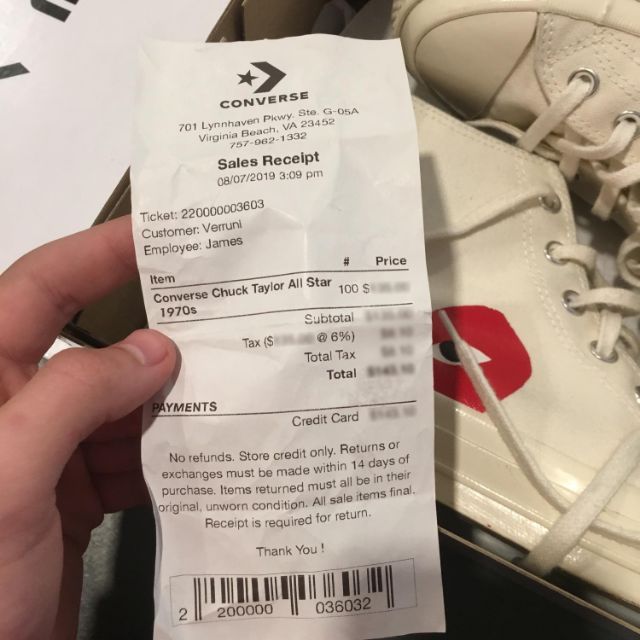 CONVERSE
701 Lynnhaven Pkwy. Ste. G-05A
Virginia Beach, VA 23452
757-962-1332
Sales Receipt
08/07/2019 3:09 pm
Ticket: 220000003603
Customer: Verruni
Employee: James
Item # Price
Converse Chuck Taylor All Star 100 $
1970s
Subtotal
Tax ($ @ 6%)
Total Tax
Total
PAYMENTS
Credit Card
No refunds. Store credit only. Returns or
exchanges must be made within 14 days of
purchase. Items returned must all be in their
original, unworn condition. All sale items final.
Receipt is required for return.
Thank You !
2 200000 036032